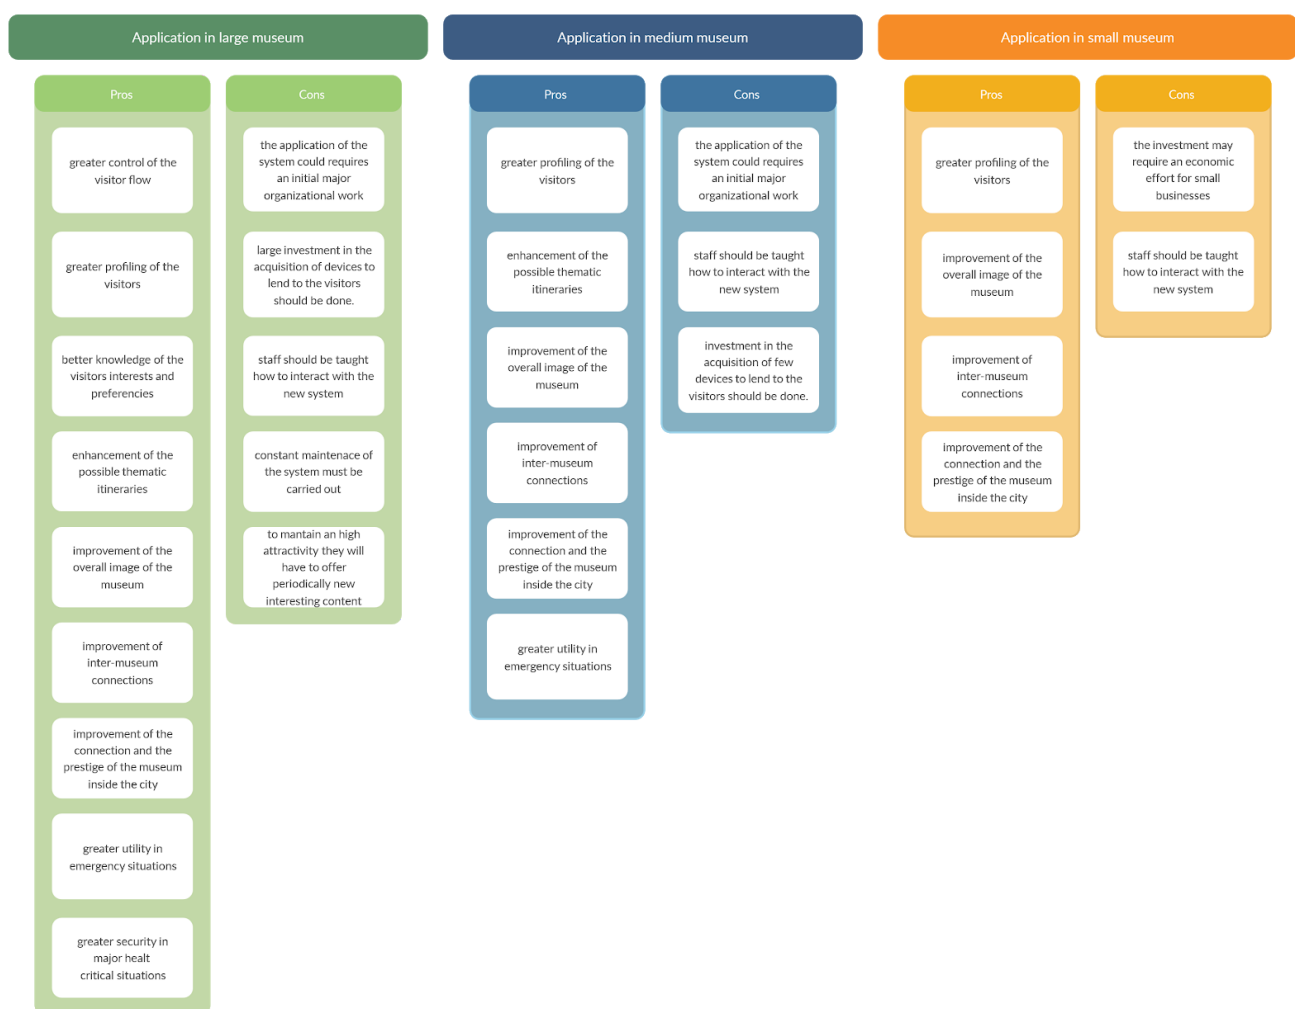 Application in large museum
Pros
greater control of the
visitor flow
greater profiling of the
visitors
better knowledge of the
visitors interests and
preferencies
enhancement of the
possible thematic
itineraries
improvement of the
overall image of the
museum
improvement of
inter-museum
connections
improvement of the
connection and the
prestige of the museum
inside the city
greater utility in
emergency situations
greater security in
major healt
critical situations
Cons
the application of the
system could requires
an initial major
organizational work
large investment in the
acquisition of devices to
lend to the visitors
should be done.
staff should be taught
how to interact with the
new system
constant maintenace of
the system must be
carried out
to mantain an high
attractivity they will
have to offer
periodically new
interesting content
Application in medium museum
Pros
greater profiling of the
visitors
enhancement of the
possible thematic
itineraries
improvement of the
overall image of the
museum
improvement of
inter-museum
connections
improvement of the
connection and the
prestige of the museum
inside the city
greater utility in
emergency situations
Cons
the application of the
system could requires
an initial major
organizational work
staff should be taught
how to interact with the
new system
investment in the
acquisition of few
devices to lend to the
visitors should be done.
Application in small museum
Pros
greater profiling of the
visitors
improvement of the
overall image of the
museum
improvement of
inter-museum
connections
improvement of the
connection and the
prestige of the museum
inside the city
Cons
the investment may
require an economic
effort for small
businesses
staff should be taught
how to interact with the
new system